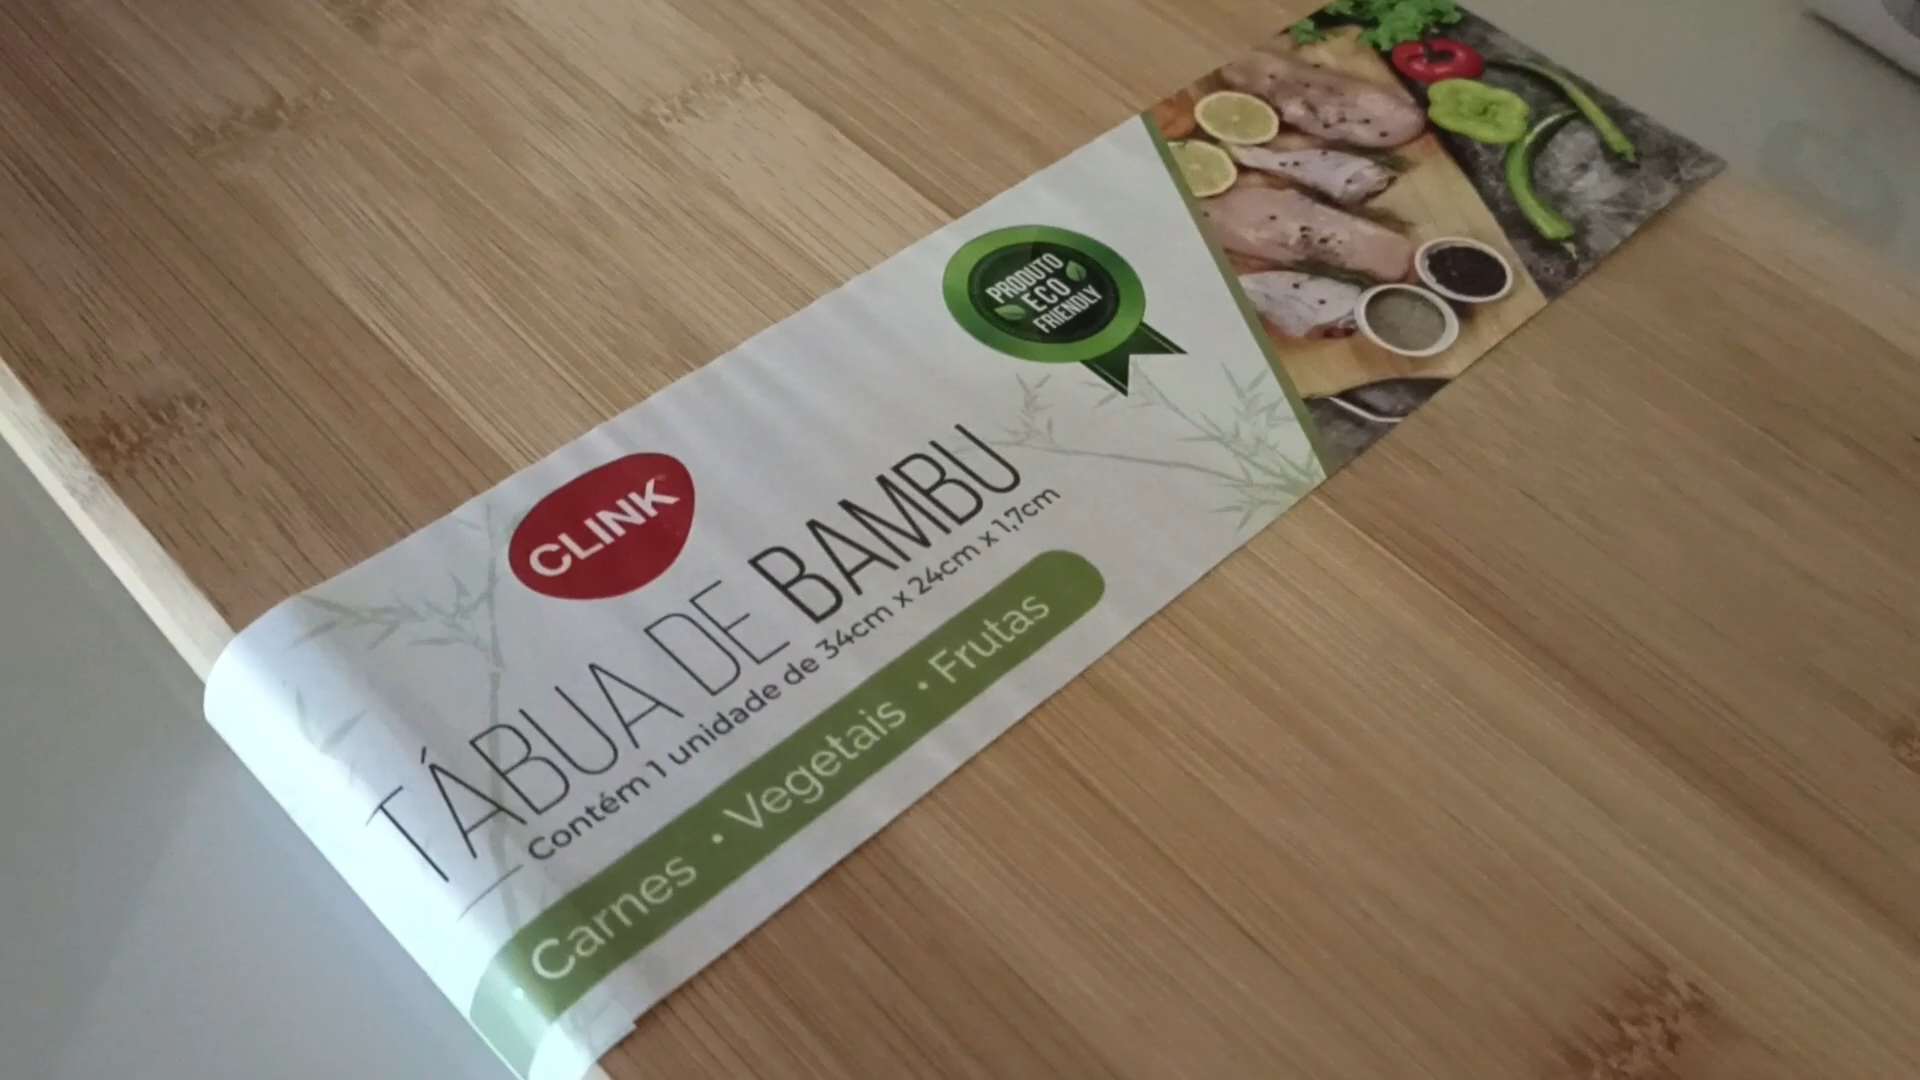 CLINK
PRODUTO
ECO
FRIENDLY
TÁBUA DE BAMBU
Contém 1 unidade de 34cm x 24cm x 1,7cm
Carnes • Vegetais • Frutas